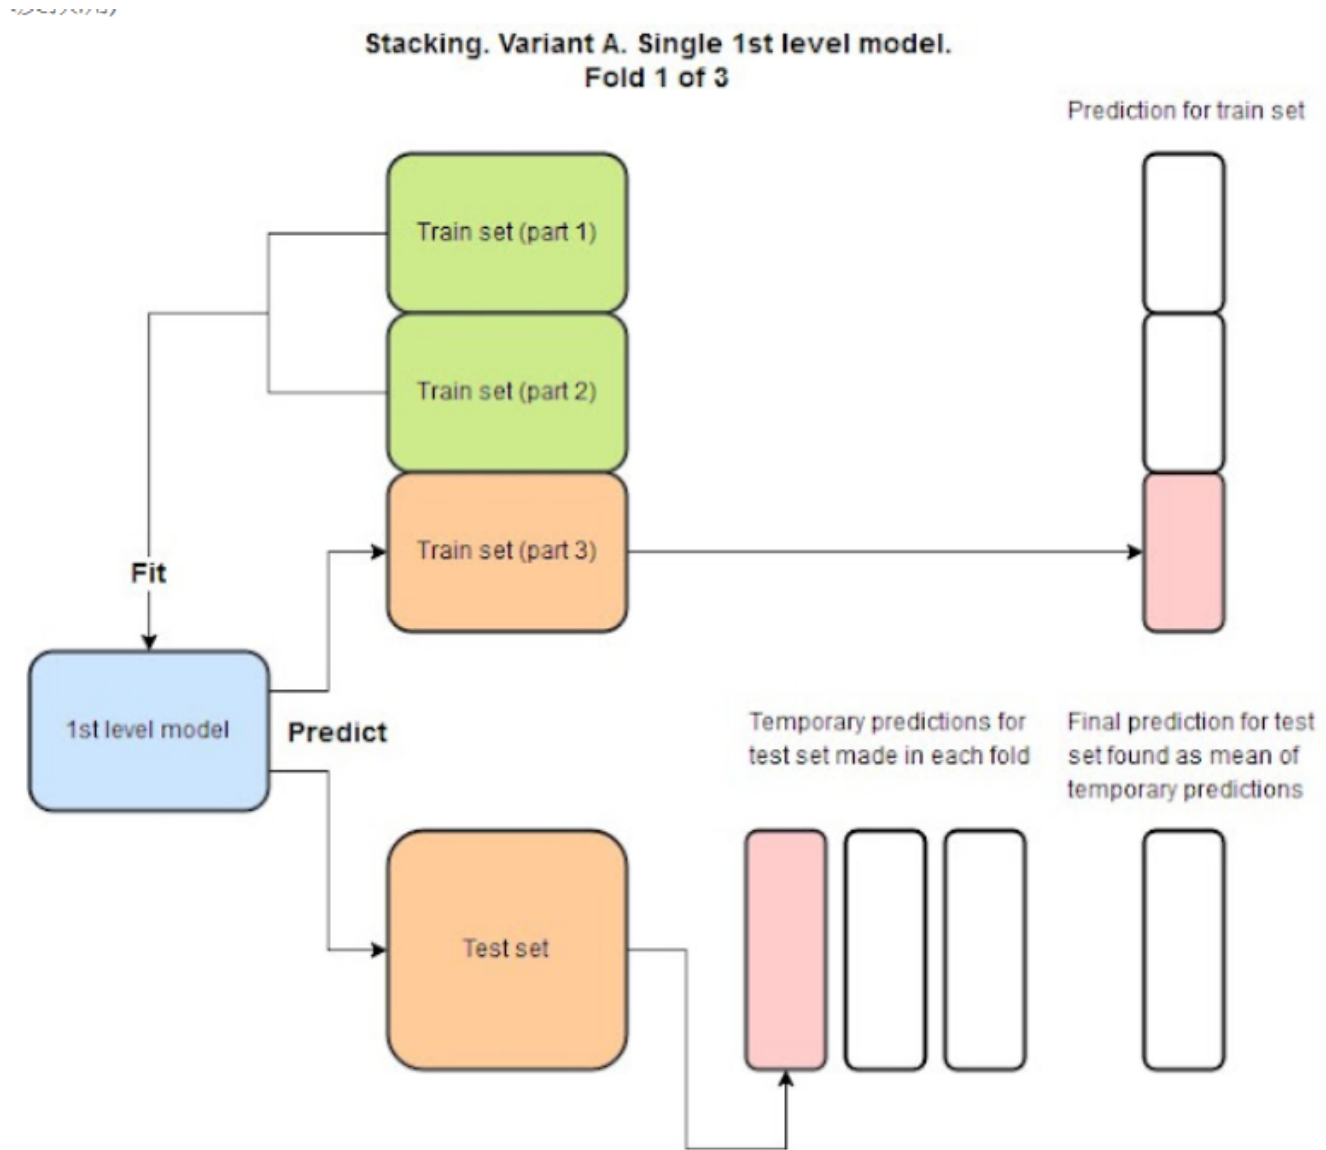 Stacking. Variant A. Single 1st level model.
Fold 1 of 3
Prediction for train set
Train set (part 1)
Train set (part 2)
Train set (part 3)
Fit
1st level model
Predict
Temporary predictions for
test set made in each fold
Final prediction for test
set found as mean of
temporary predictions
Test set